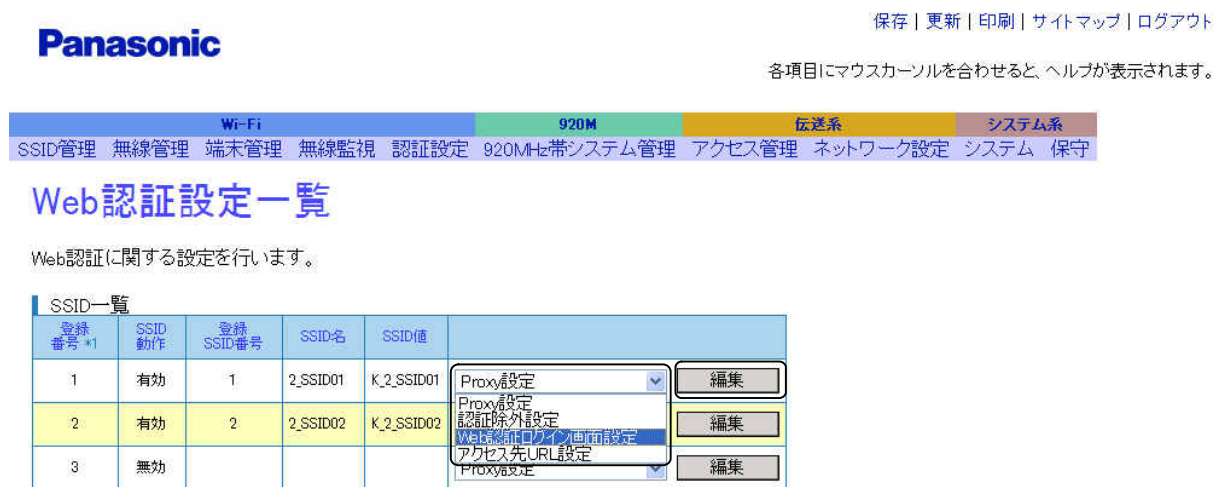 保存 | 更新 | 印刷 | サイトマップ | ログアウト
Panasonic
各項目にマウスカーソルを合わせると、ヘルプが表示されます。
Wi-Fi 920M 伝送系 システム系
SSID管理 無線管理 端末管理 無線監視 認証設定 920MHz帯システム管理 アクセス管理 ネットワーク設定 システム 保守
Web認証設定一覧
Web認証に関する設定を行います。
SSID一覧
登録番号 *1 SSID動作 登録SSID番号 SSID名 SSID値
1 有効 1 2_SSID01 K_2_SSID01 Proxy設定 編集
Proxy設定
認証除外設定
2 有効 2 2_SSID02 K_2_SSID02 Web認証ログイン画面設定 編集
アクセス先URL設定
3 無効 Proxy設定 編集